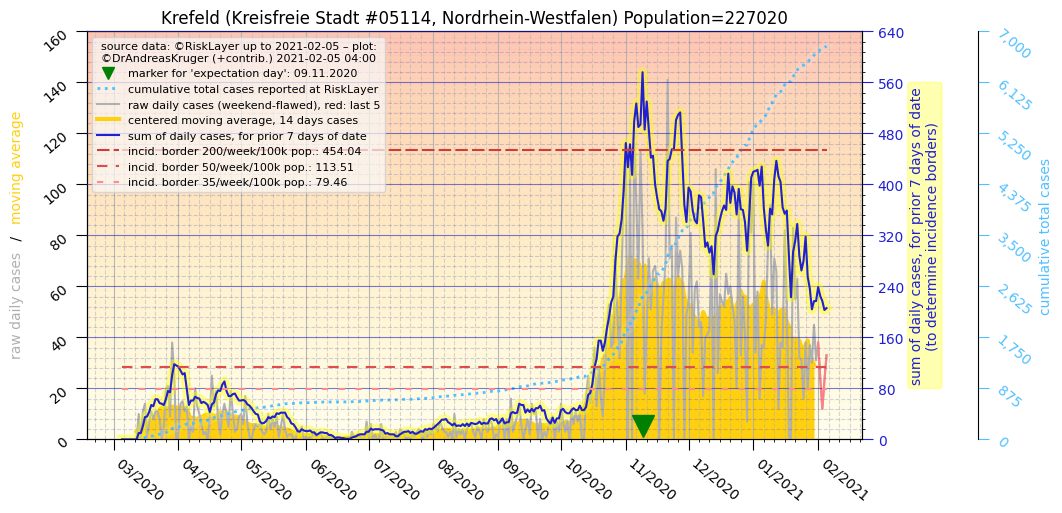 Krefeld (Kreisfreie Stadt #05114, Nordrhein-Westfalen) Population=227020
source data: ©RiskLayer up to 2021-02-05 – plot:
©DrAndreasKruger (+contrib.) 2021-02-05 04:00
marker for 'expectation day': 09.11.2020
cumulative total cases reported at RiskLayer
raw daily cases (weekend-flawed), red: last 5
centered moving average, 14 days cases
sum of daily cases, for prior 7 days of date
incid. border 200/week/100k pop.: 454.04
incid. border 50/week/100k pop.: 113.51
incid. border 35/week/100k pop.: 79.46
raw daily cases / moving average
160
140
120
100
80
60
40
20
0
03/2020
04/2020
05/2020
06/2020
07/2020
08/2020
09/2020
10/2020
11/2020
12/2020
01/2021
02/2021
640
560
480
400
320
240
160
80
0
sum of daily cases, for prior 7 days of date
(to determine incidence borders)
7,000
6,125
5,250
4,375
3,500
2,625
1,750
875
0
cumulative total cases